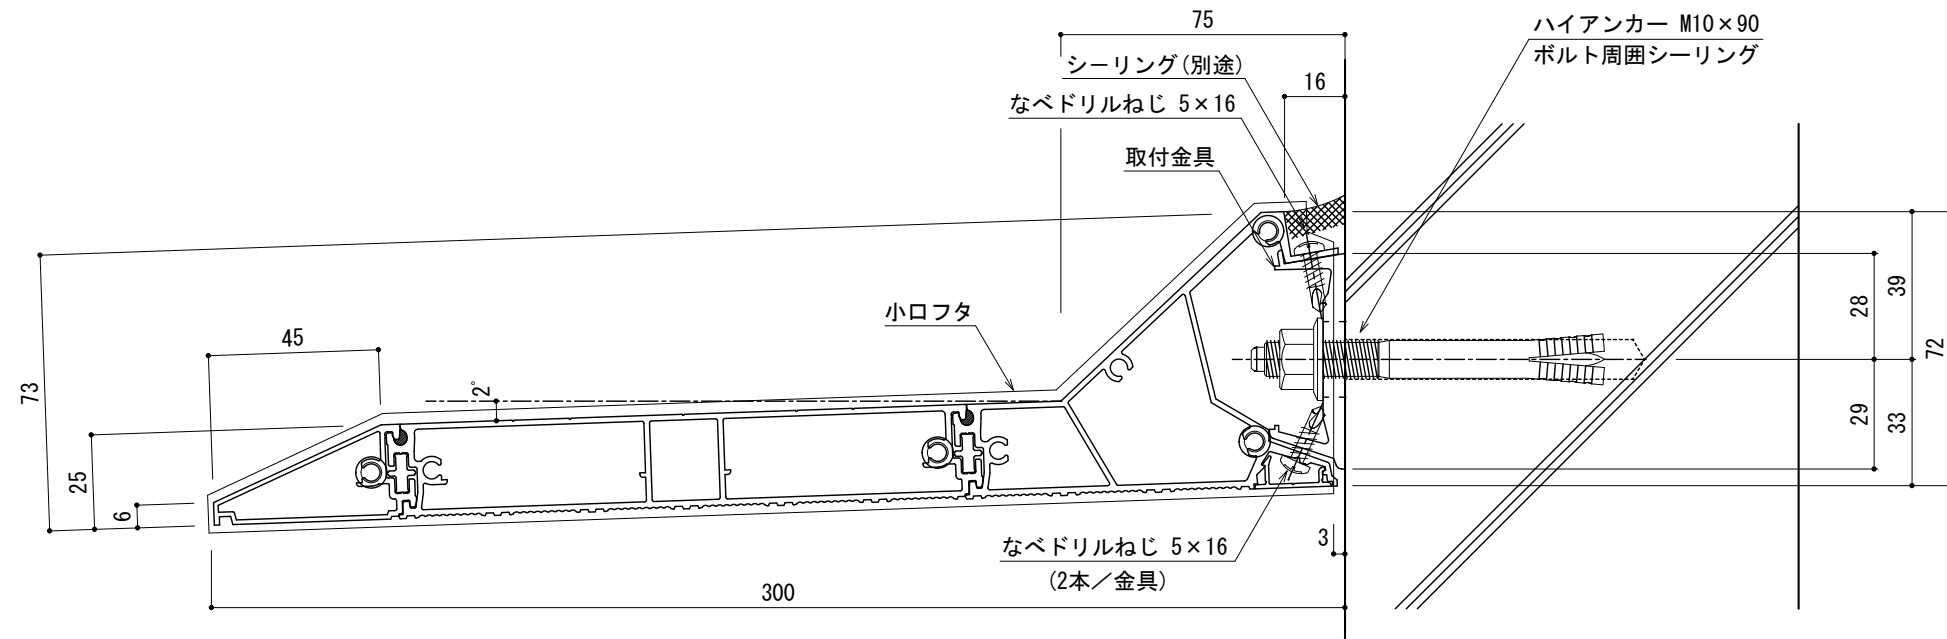 75
ハイアンカー M10×90
ボルト周囲シーリング
シーリング(別途)
16
なべドリルねじ 5×16
取付金具
小口フタ
45
2°
73
25
6
28
39
72
29
33
なべドリルねじ 5×16
(2本／金具)
3
300